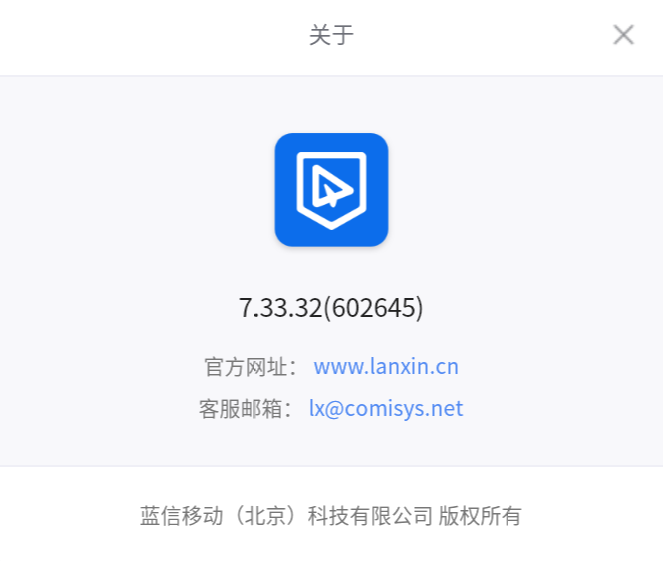 关于
7.33.32(602645)
官方网址： www.lanxin.cn
客服邮箱： lx@comisys.net
蓝信移动（北京）科技有限公司 版权所有